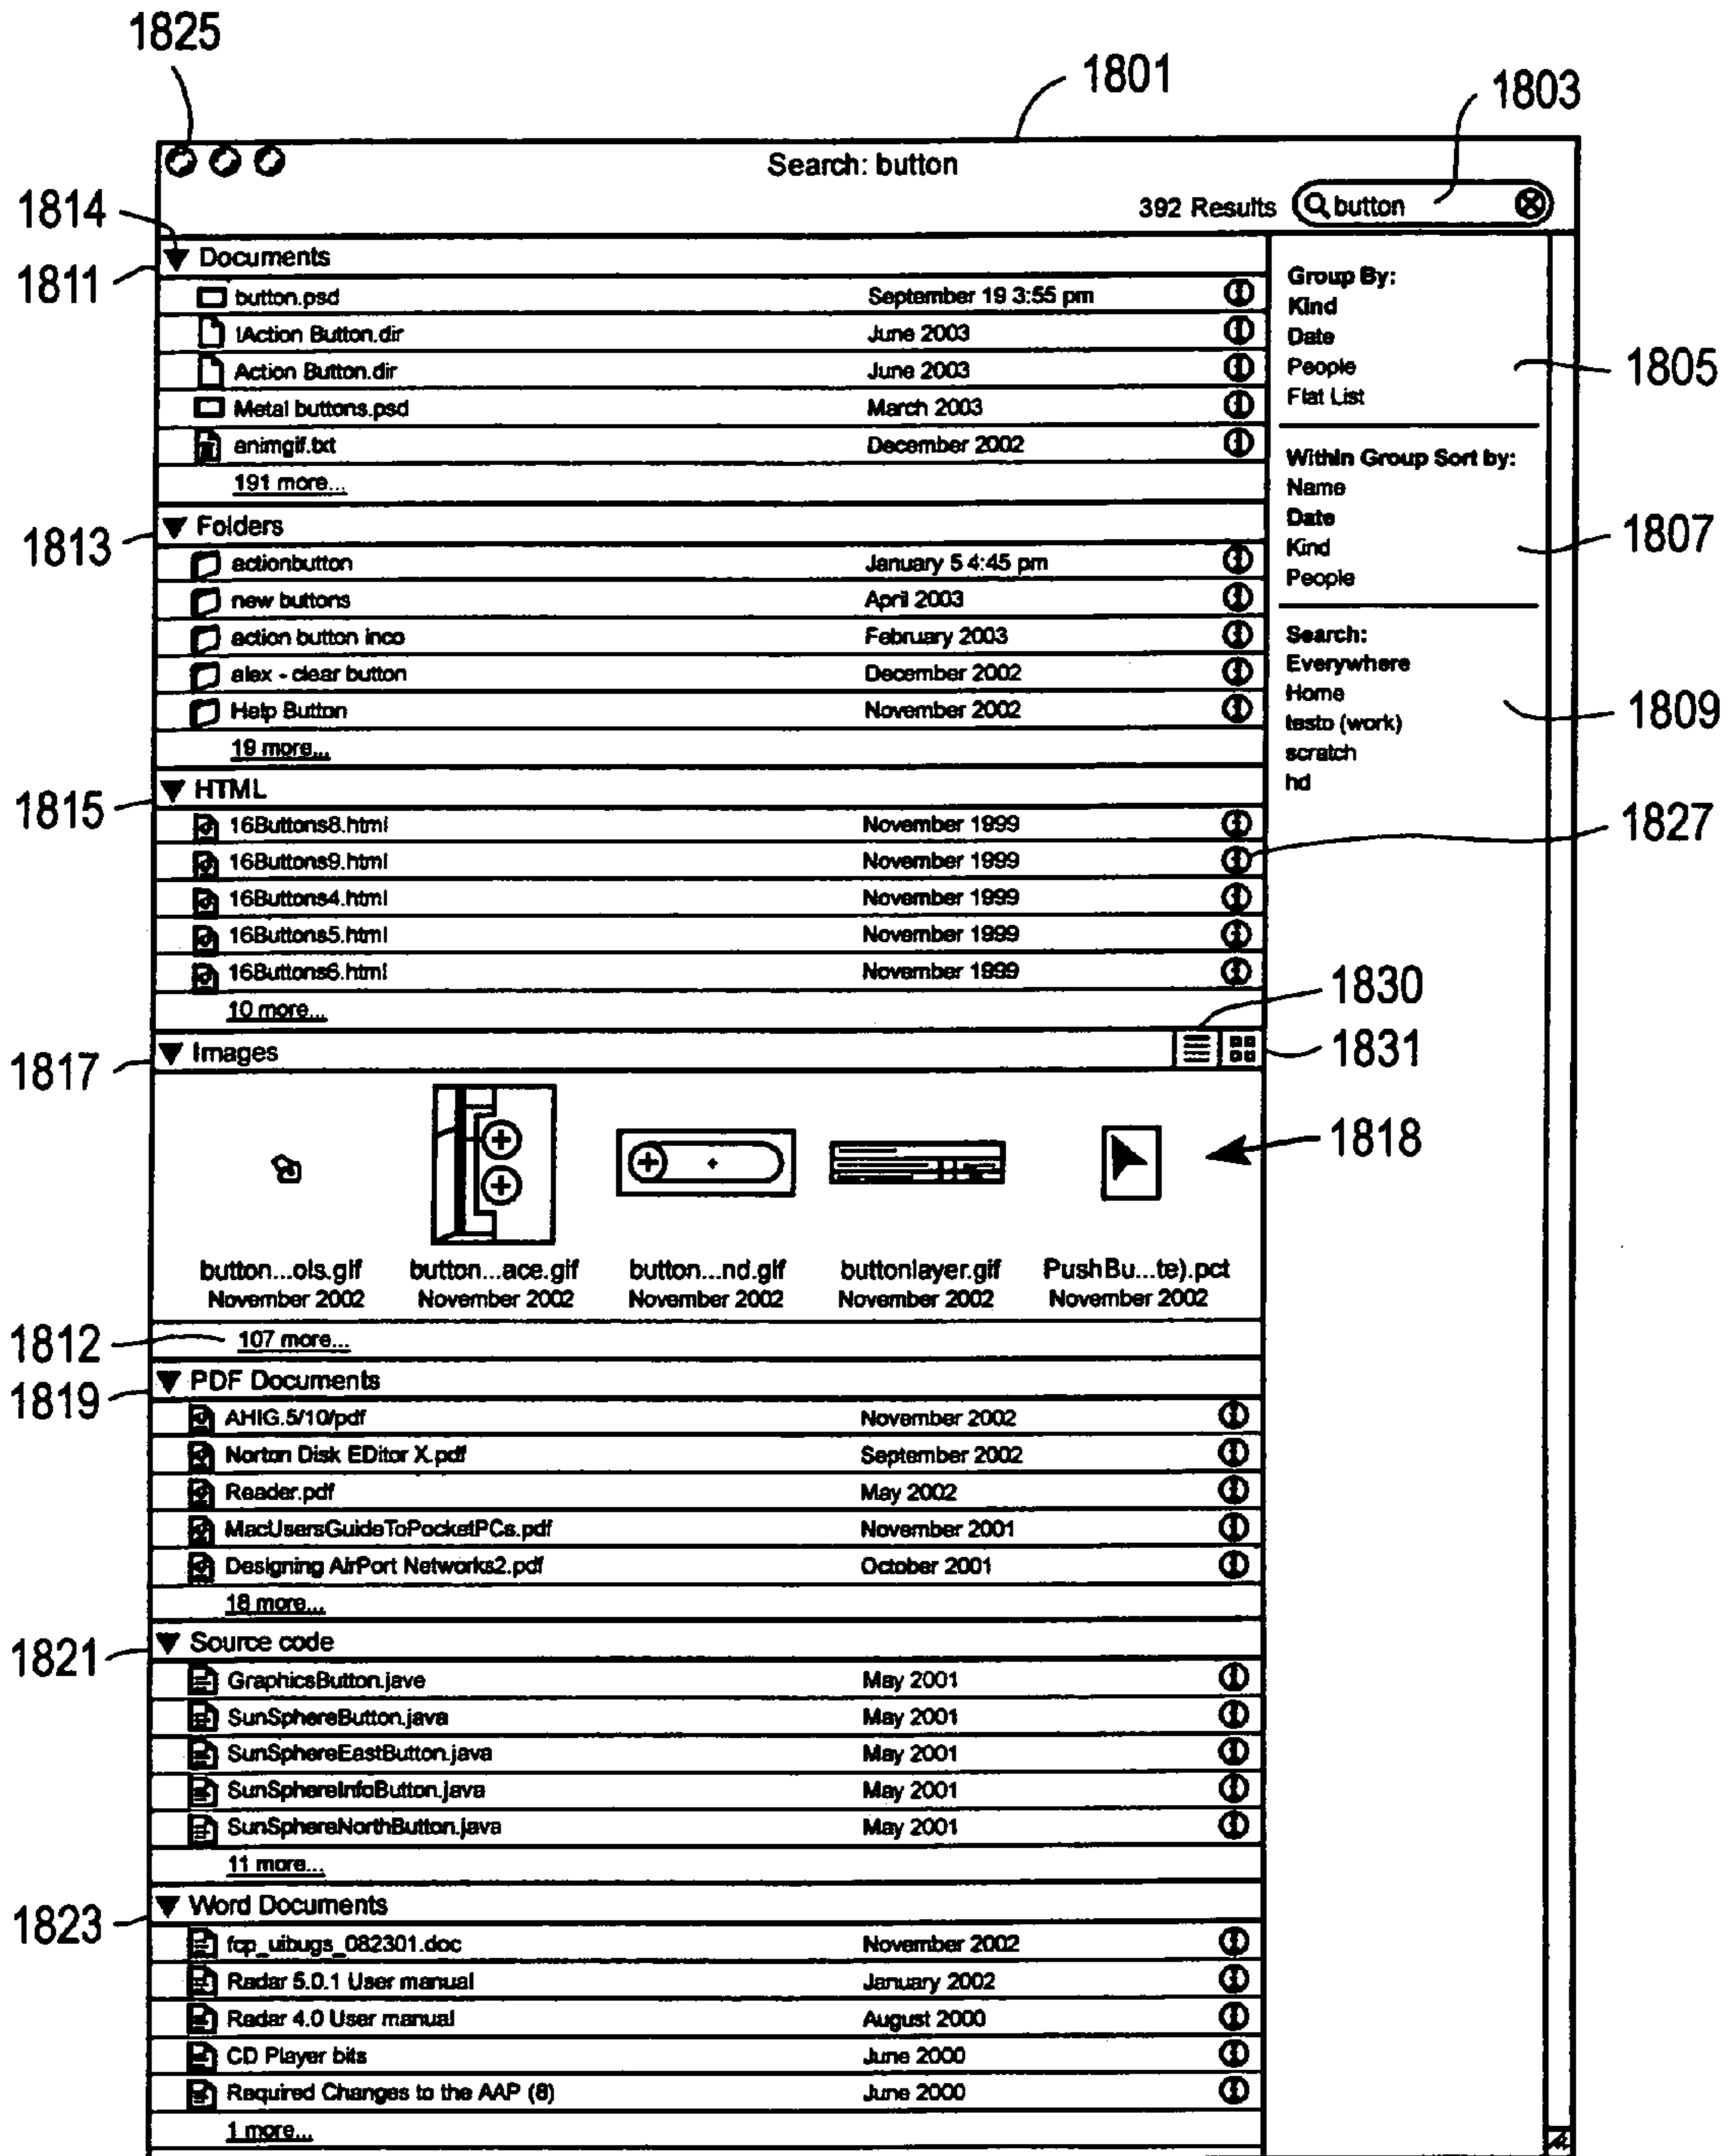 1825
1801
1803
Search: button
392 Results button
1814
1811
Documents
button.psd September 19 3:55 pm
!Action Button.dir June 2003
Action Button.dir June 2003
Metal buttons.psd March 2003
animgif.txt December 2002
191 more...
Group By:
Kind
Date
People
Flat List
1805
Within Group Sort by:
Name
Date
Kind
People
1807
Search:
Everywhere
Home
testo (work)
scratch
hd
1809
1813
Folders
actionbutton January 5 4:45 pm
new buttons April 2003
action button inco February 2003
alex - clear button December 2002
Help Button November 2002
19 more...
1815
HTML
16Buttons8.html November 1999
16Buttons9.html November 1999
1827
16Buttons4.html November 1999
16Buttons5.html November 1999
16Buttons6.html November 1999
10 more...
1830
1817
Images
1831
1818
button...ols.gif button...ace.gif button...nd.gif buttonlayer.gif PushBu...te).pct
November 2002 November 2002 November 2002 November 2002 November 2002
1812
107 more...
1819
PDF Documents
AHIG.5/10/pdf November 2002
Norton Disk EDitor X.pdf September 2002
Reader.pdf May 2002
MacUsersGuideToPocketPCs.pdf November 2001
Designing AirPort Networks2.pdf October 2001
18 more...
1821
Source code
GraphicsButton.jave May 2001
SunSphereButton.java May 2001
SunSphereEastButton.java May 2001
SunSphereInfoButton.java May 2001
SunSphereNorthButton.java May 2001
11 more...
1823
Word Documents
fcp_uibugs_082301.doc November 2002
Radar 5.0.1 User manual January 2002
Radar 4.0 User manual August 2000
CD Player bits June 2000
Required Changes to the AAP (8) June 2000
1 more...